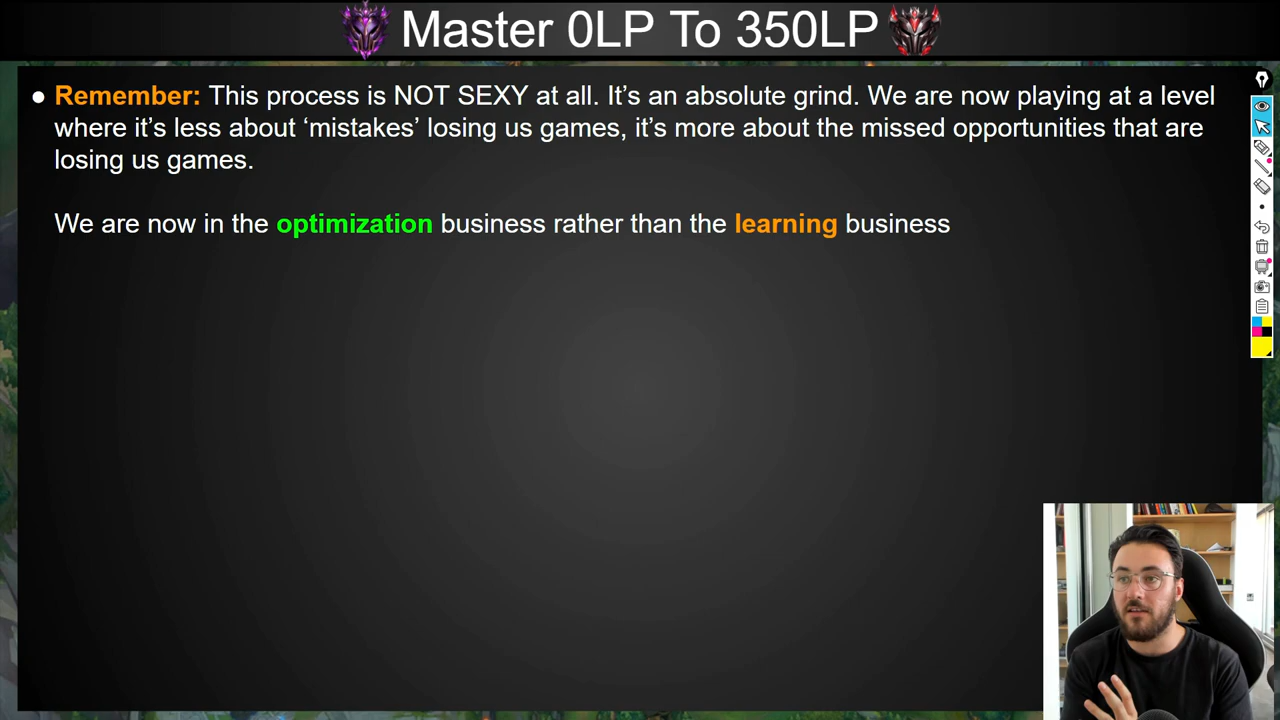 Master 0LP To 350LP
● Remember: This process is NOT SEXY at all. It’s an absolute grind. We are now playing at a level
where it’s less about ‘mistakes’ losing us games, it’s more about the missed opportunities that are
losing us games.
We are now in the optimization business rather than the learning business